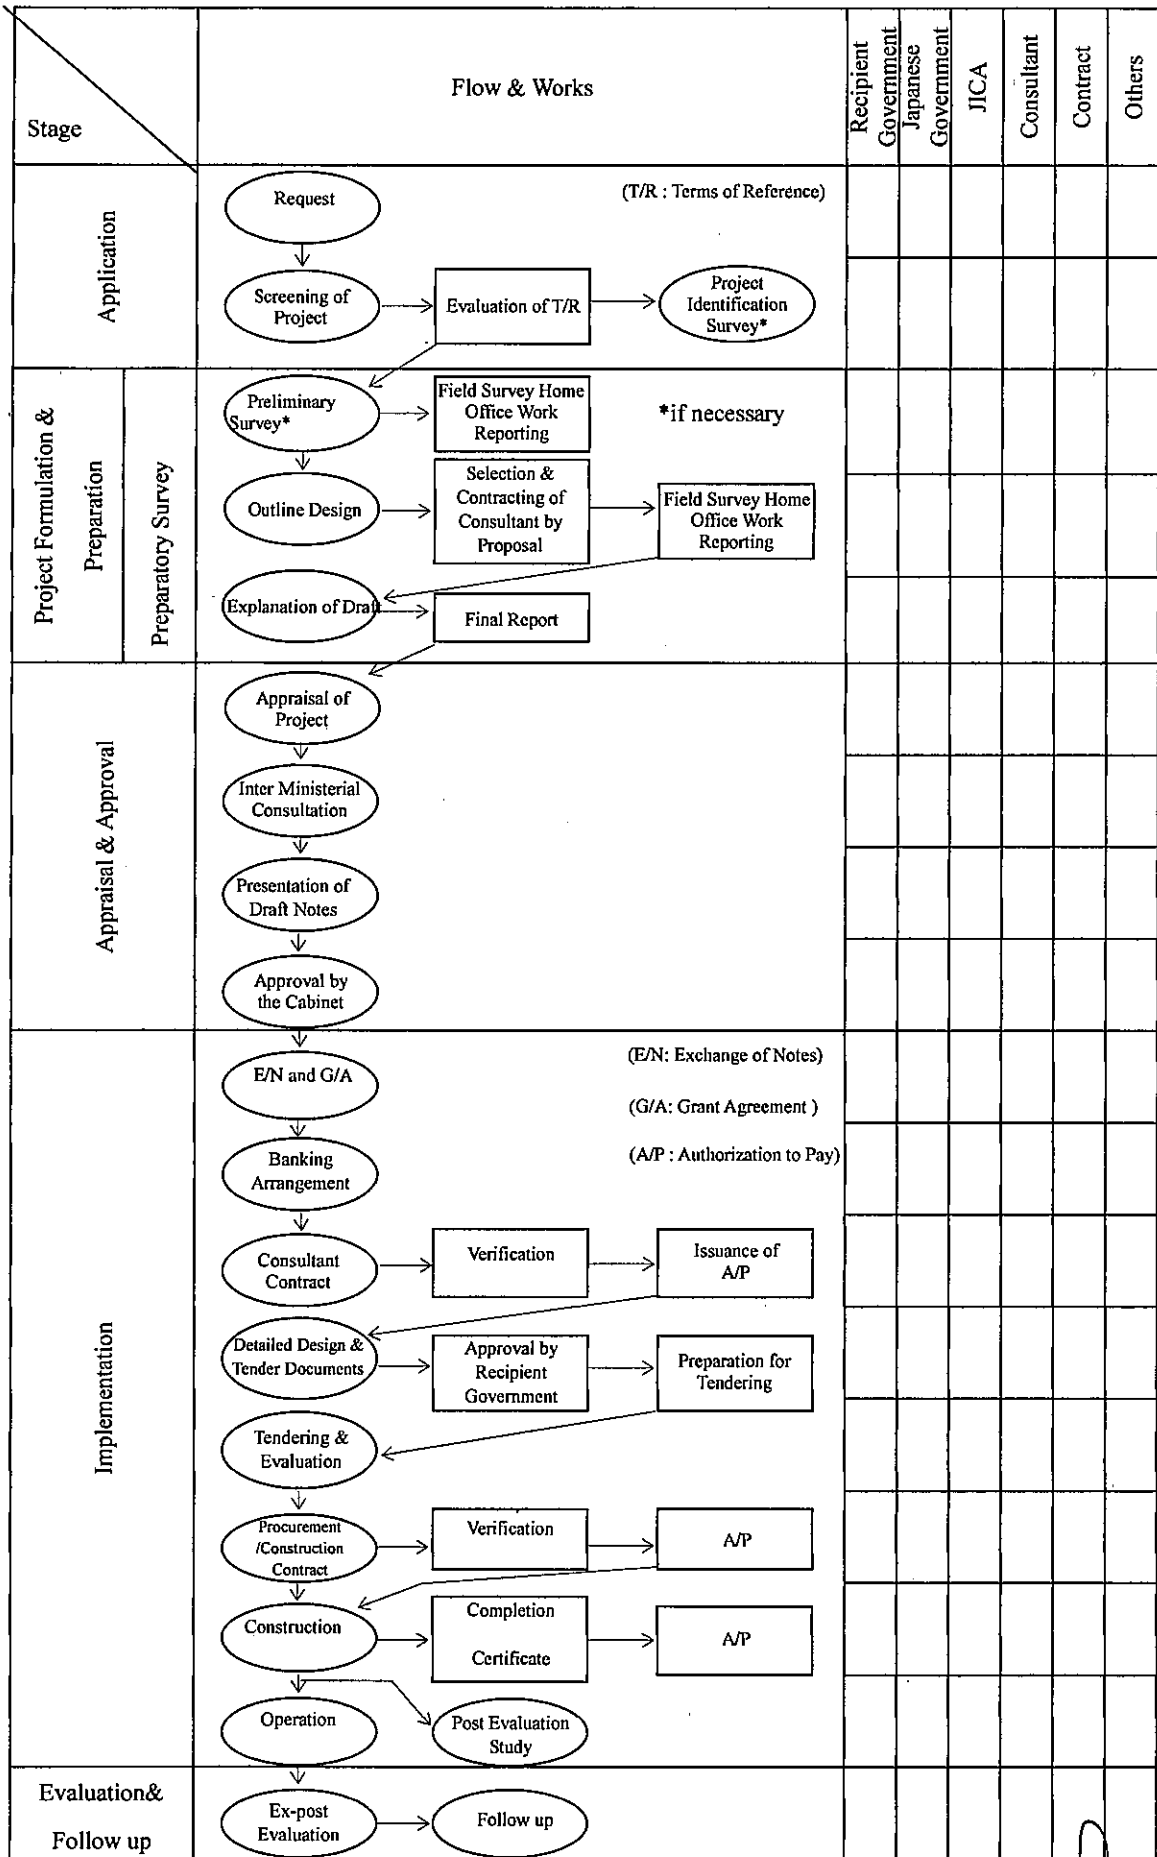 Stage
Flow & Works
Recipient
Government
Japanese
Government
JICA
Consultant
Contract
Others
Application
Request
(T/R : Terms of Reference)
Screening of
Project
Evaluation of T/R
Project
Identification
Survey*
Project Formulation &
Preparation
Preparatory Survey
Preliminary
Survey*
Field Survey Home
Office Work
Reporting
*if necessary
Outline Design
Selection &
Contracting of
Consultant by
Proposal
Field Survey Home
Office Work
Reporting
Explanation of Draft
Final Report
Appraisal & Approval
Appraisal of
Project
Inter Ministerial
Consultation
Presentation of
Draft Notes
Approval by
the Cabinet
Implementation
E/N and G/A
(E/N: Exchange of Notes)
(G/A: Grant Agreement )
(A/P : Authorization to Pay)
Banking
Arrangement
Consultant
Contract
Verification
Issuance of
A/P
Detailed Design &
Tender Documents
Approval by
Recipient
Government
Preparation for
Tendering
Tendering &
Evaluation
Procurement
/Construction
Contract
Verification
A/P
Construction
Completion
Certificate
A/P
Operation
Post Evaluation
Study
Evaluation&
Follow up
Ex-post
Evaluation
Follow up